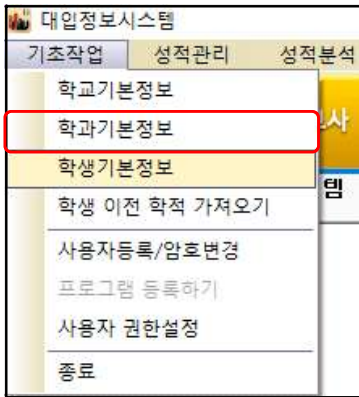 대입정보시스템
기초작업 성적관리 성적분석
학교기본정보
학과기본정보
사
학생기본정보
템
학생 이전 학적 가져오기
사용자등록/암호변경
프로그램 등록하기
사용자 권한설정
종료